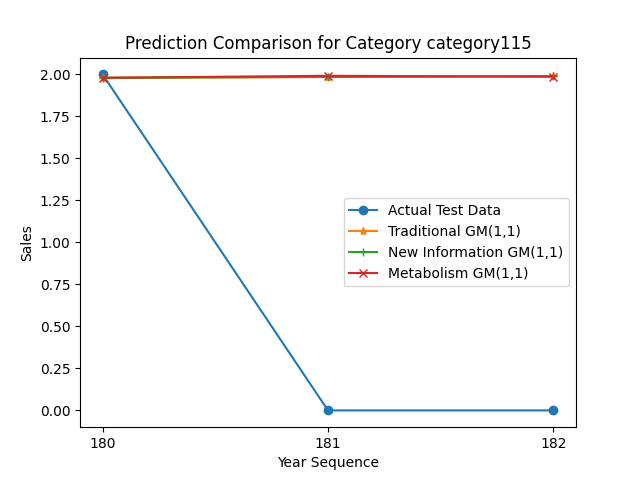 Prediction Comparison for Category category115
Sales
2.00
1.75
1.50
1.25
1.00
0.75
0.50
0.25
0.00
Actual Test Data
Traditional GM(1,1)
New Information GM(1,1)
Metabolism GM(1,1)
180
181
182
Year Sequence